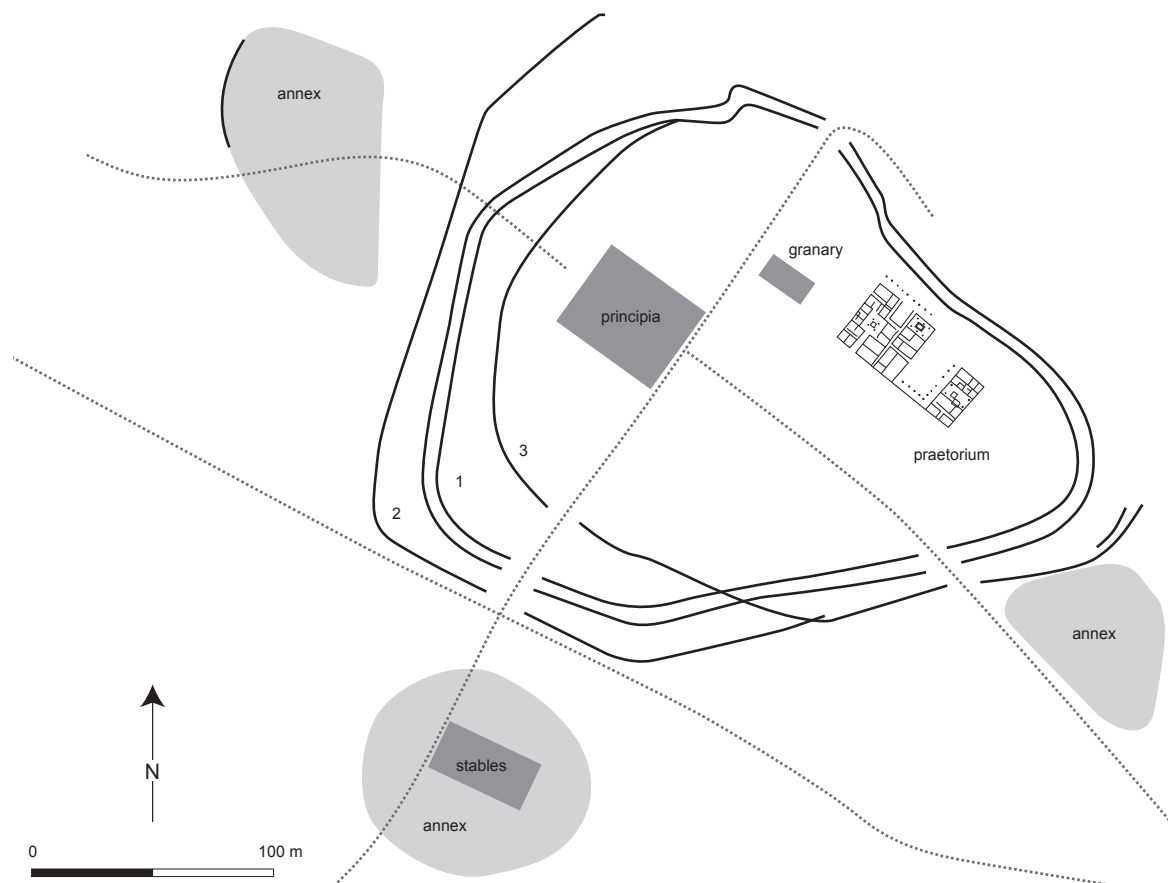 annex
granary
principia
praetorium
3
1
2
annex
stables
annex
N
0 100 m